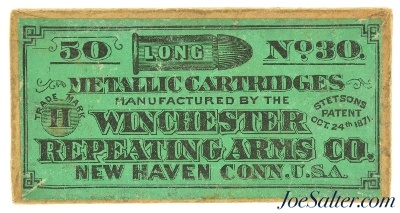 50 LONG No. 30.
METALLIC CARTRIDGES
MANUFACTURED BY THE
TRADE MARK
H
STETSONS
PATENT
OCT. 24th 1871.
WINCHESTER
REPEATING ARMS CO.
NEW HAVEN CONN. U.S.A.
JoeSalter.com